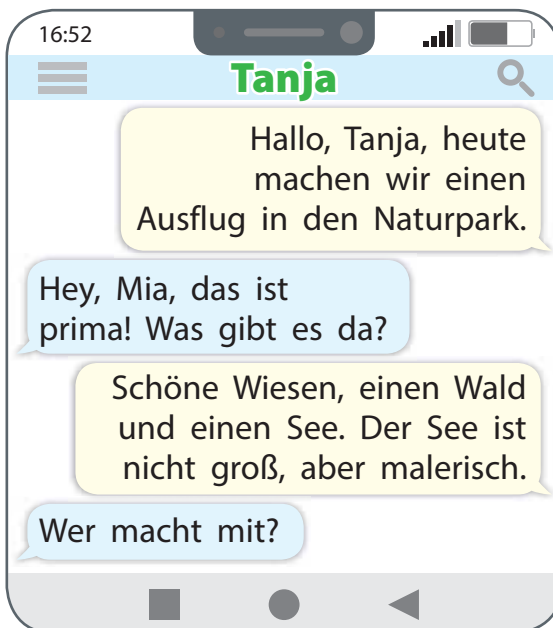 16:52
Tanja
Hallo, Tanja, heute
machen wir einen
Ausflug in den Naturpark.
Hey, Mia, das ist
prima! Was gibt es da?
Schöne Wiesen, einen Wald
und einen See. Der See ist
nicht groß, aber malerisch.
Wer macht mit?